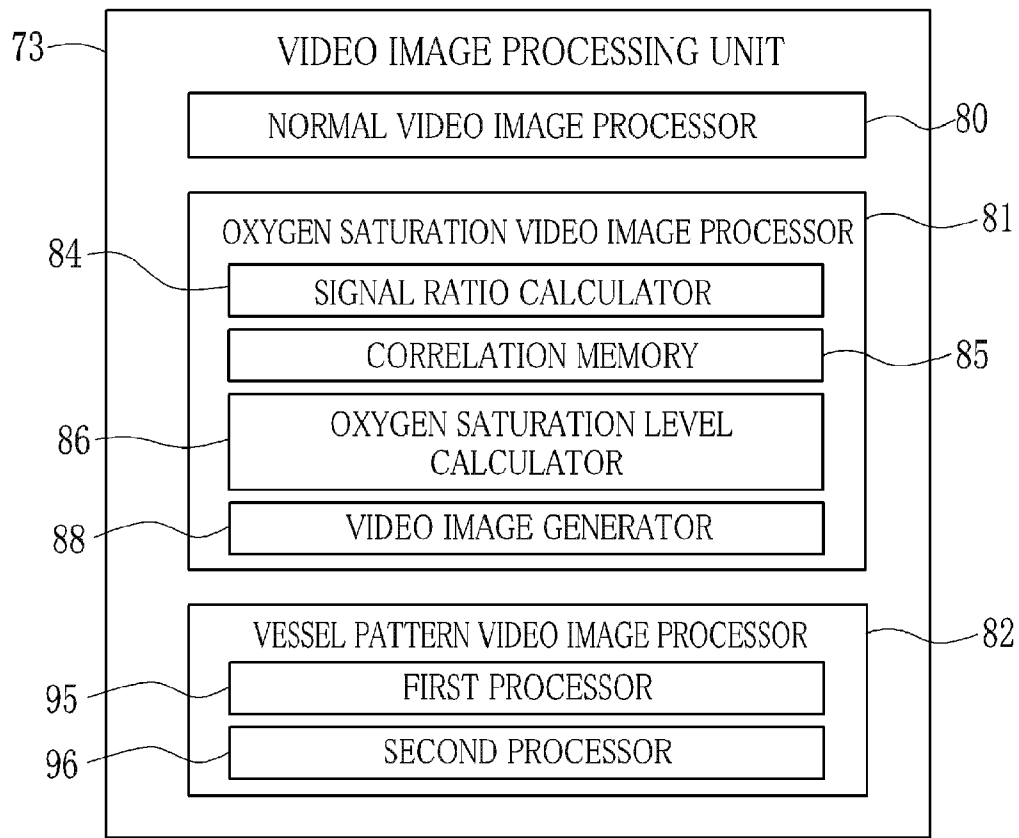 73
VIDEO IMAGE PROCESSING UNIT
NORMAL VIDEO IMAGE PROCESSOR
80
OXYGEN SATURATION VIDEO IMAGE PROCESSOR
81
84
SIGNAL RATIO CALCULATOR
CORRELATION MEMORY
85
86
OXYGEN SATURATION LEVEL
CALCULATOR
88
VIDEO IMAGE GENERATOR
VESSEL PATTERN VIDEO IMAGE PROCESSOR
82
95
FIRST PROCESSOR
96
SECOND PROCESSOR